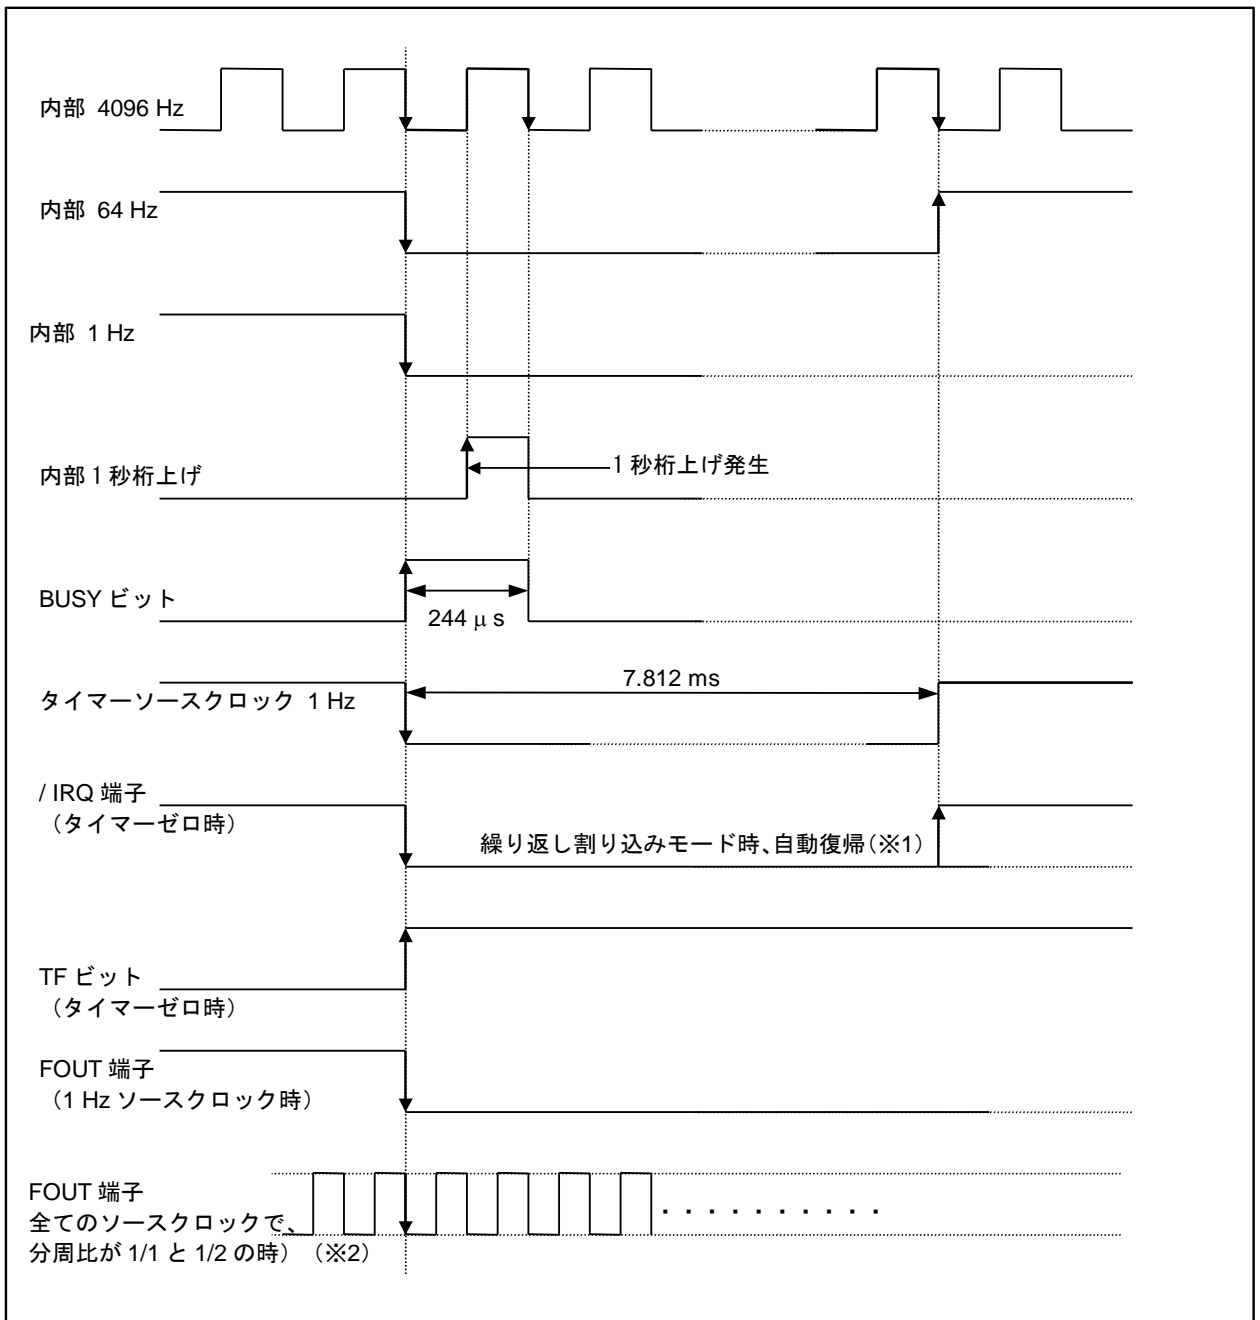 内部 4096 Hz
内部 64 Hz
内部 1 Hz
内部１秒桁上げ
１秒桁上げ発生
BUSY ビット
244 μ s
タイマーソースクロック 1 Hz
7.812 ms
/ IRQ 端子
（タイマーゼロ時）
繰り返し割り込みモード時、自動復帰（※1）
TF ビット
（タイマーゼロ時）
FOUT 端子
（1 Hz ソースクロック時）
FOUT 端子
全てのソースクロックで、
分周比が 1/1 と 1/2 の時） （※2）
・・・・・・・・・・